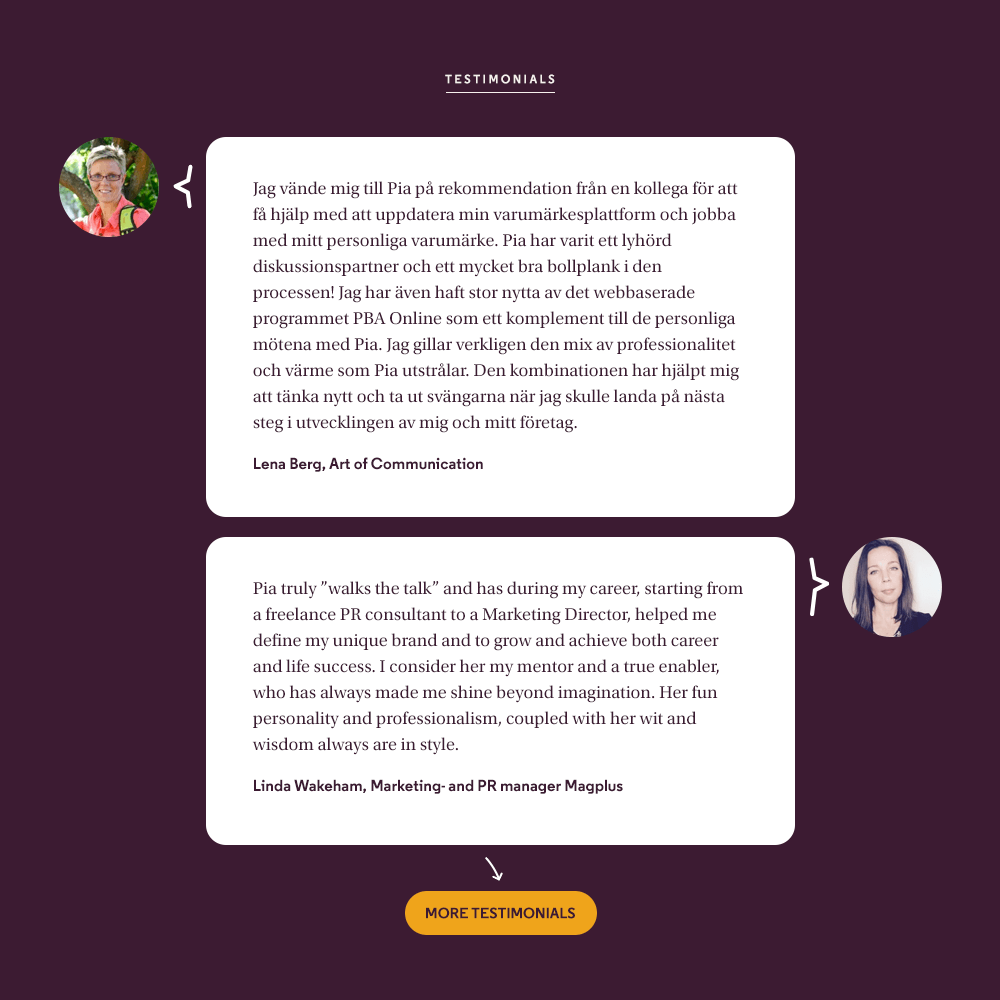 TESTIMONIALS
Jag vände mig till Pia på rekommendation från en kollega för att
få hjälp med att uppdatera min varumärkesplattform och jobba
med mitt personliga varumärke. Pia har varit ett lyhörd
diskussionspartner och ett mycket bra bollplank i den
processen! Jag har även haft stor nytta av det webbaserade
programmet PBA Online som ett komplement till de personliga
mötena med Pia. Jag gillar verkligen den mix av professionalitet
och värme som Pia utstrålar. Den kombinationen har hjälpt mig
att tänka nytt och ta ut svängarna när jag skulle landa på nästa
steg i utvecklingen av mig och mitt företag.
Lena Berg, Art of Communication
Pia truly ”walks the talk” and has during my career, starting from
a freelance PR consultant to a Marketing Director, helped me
define my unique brand and to grow and achieve both career
and life success. I consider her my mentor and a true enabler,
who has always made me shine beyond imagination. Her fun
personality and professionalism, coupled with her wit and
wisdom always are in style.
Linda Wakeham, Marketing- and PR manager Magplus
MORE TESTIMONIALS